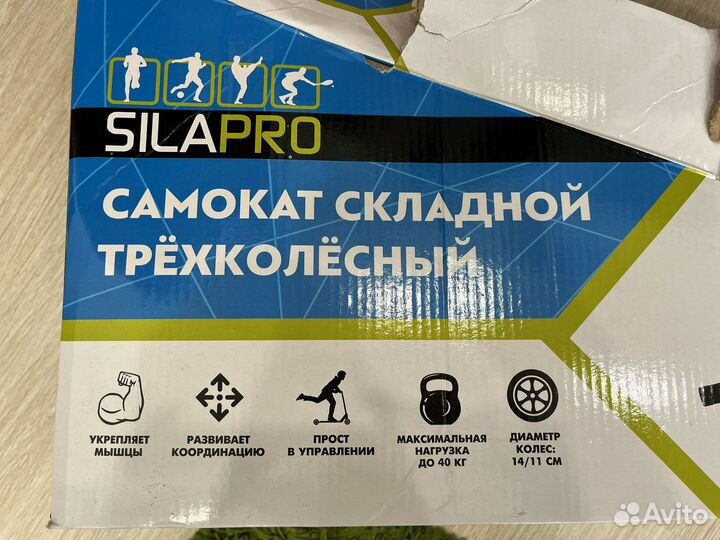 SILAPRO
САМОКАТ СКЛАДНОЙ
ТРЁХКОЛЁСНЫЙ
УКРЕПЛЯЕТ
МЫШЦЫ
РАЗВИВАЕТ
КООРДИНАЦИЮ
ПРОСТ
В УПРАВЛЕНИИ
МАКСИМАЛЬНАЯ
НАГРУЗКА
ДО 40 КГ
ДИАМЕТР
КОЛЕС:
14/11 СМ
Avito